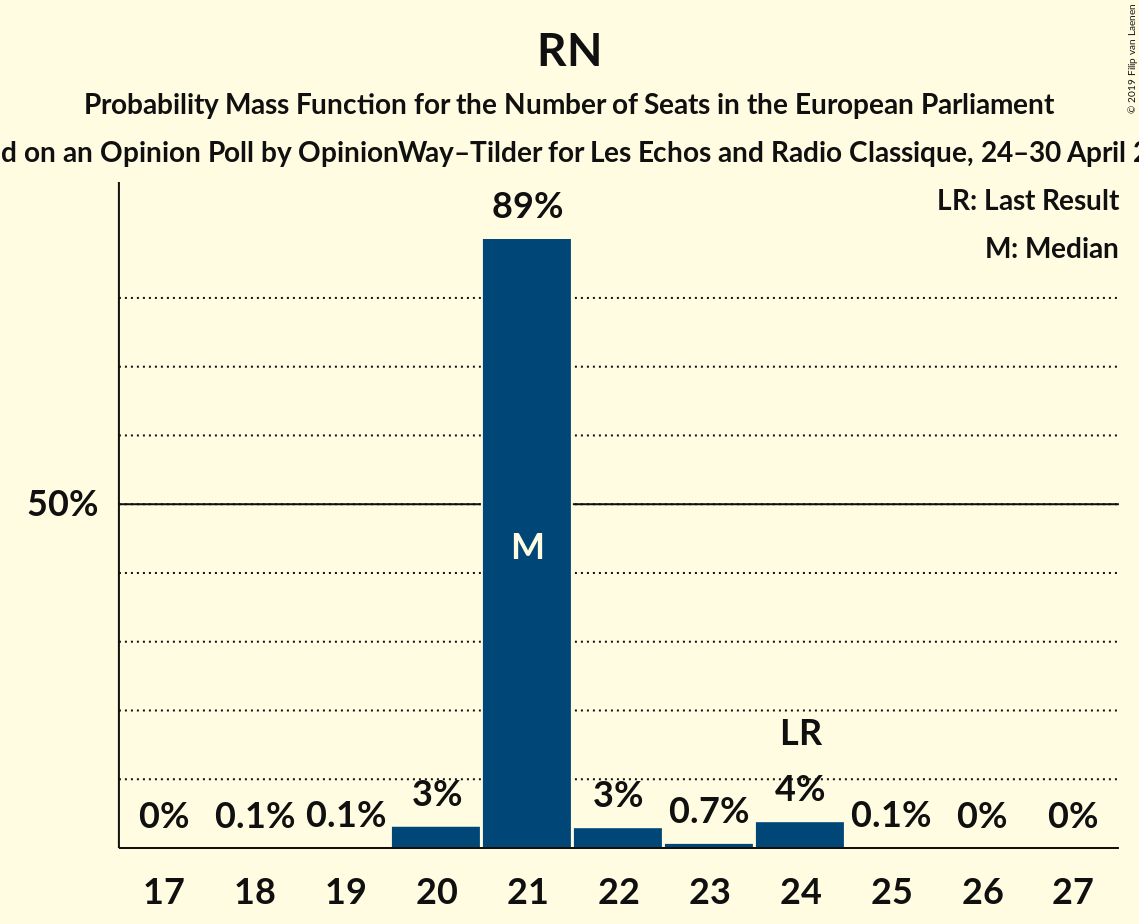 RN
Probability Mass Function for the Number of Seats in the European Parliament
d on an Opinion Poll by OpinionWay–Tilder for Les Echos and Radio Classique, 24–30 April 2
© 2019 Filip van Laenen
LR: Last Result
M: Median
89%
50%
M
LR
0% 0.1% 0.1% 3% 3% 0.7% 4% 0.1% 0% 0%
17 18 19 20 21 22 23 24 25 26 27